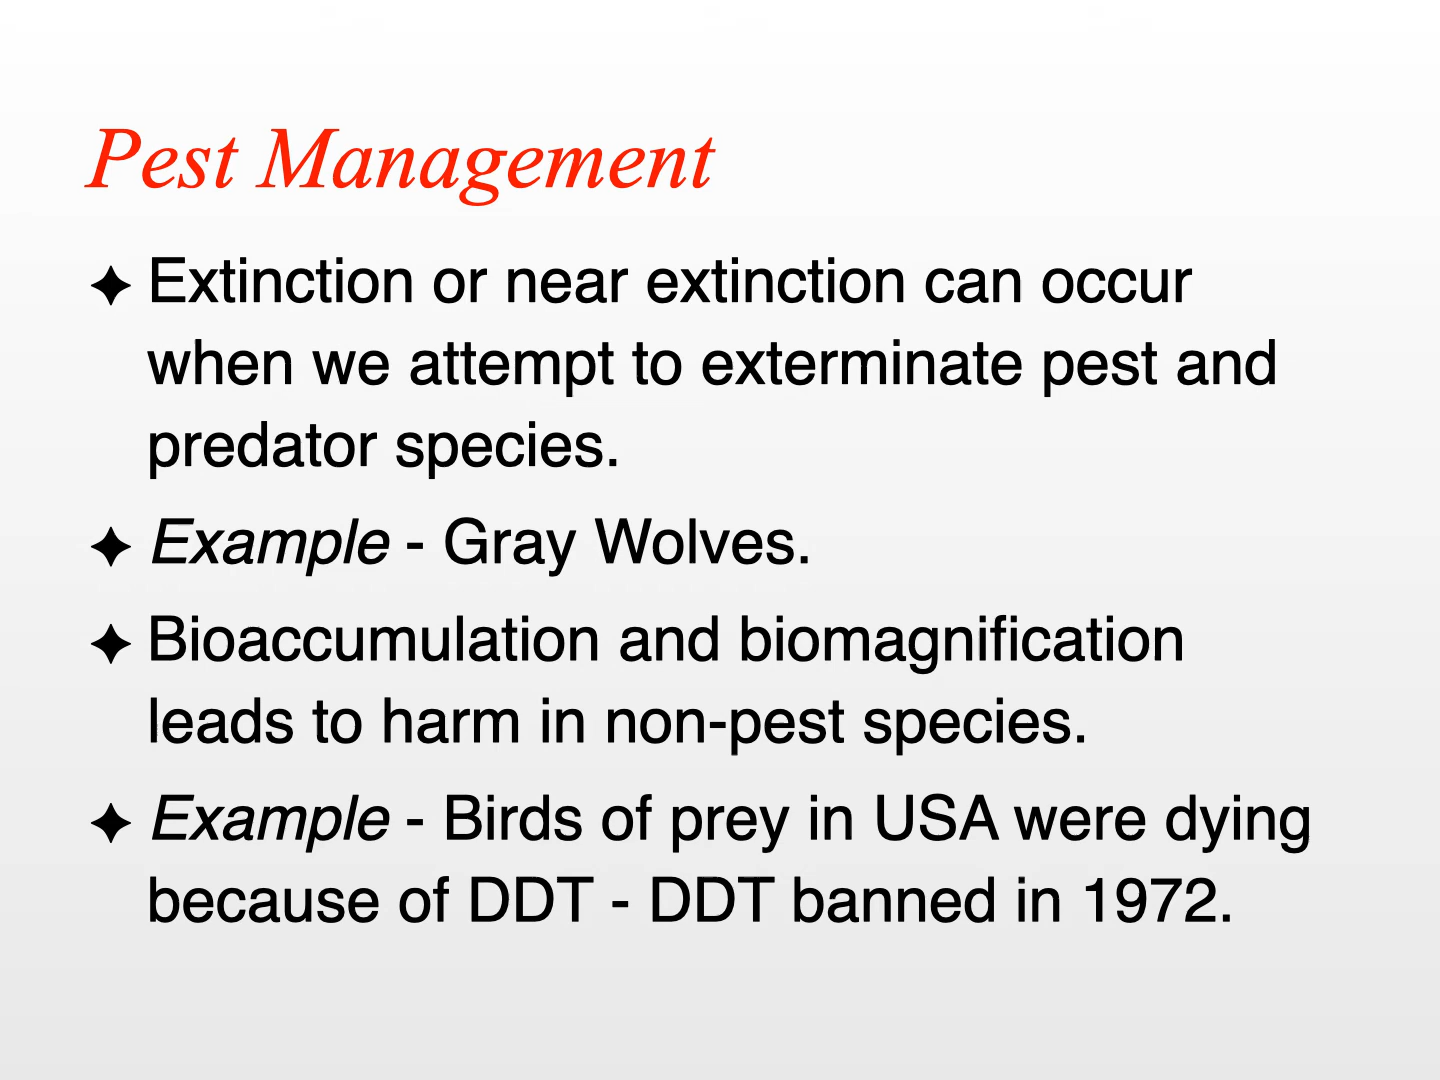 Pest Management
✦ Extinction or near extinction can occur
when we attempt to exterminate pest and
predator species.
✦ Example - Gray Wolves.
✦ Bioaccumulation and biomagnification
leads to harm in non-pest species.
✦ Example - Birds of prey in USA were dying
because of DDT - DDT banned in 1972.